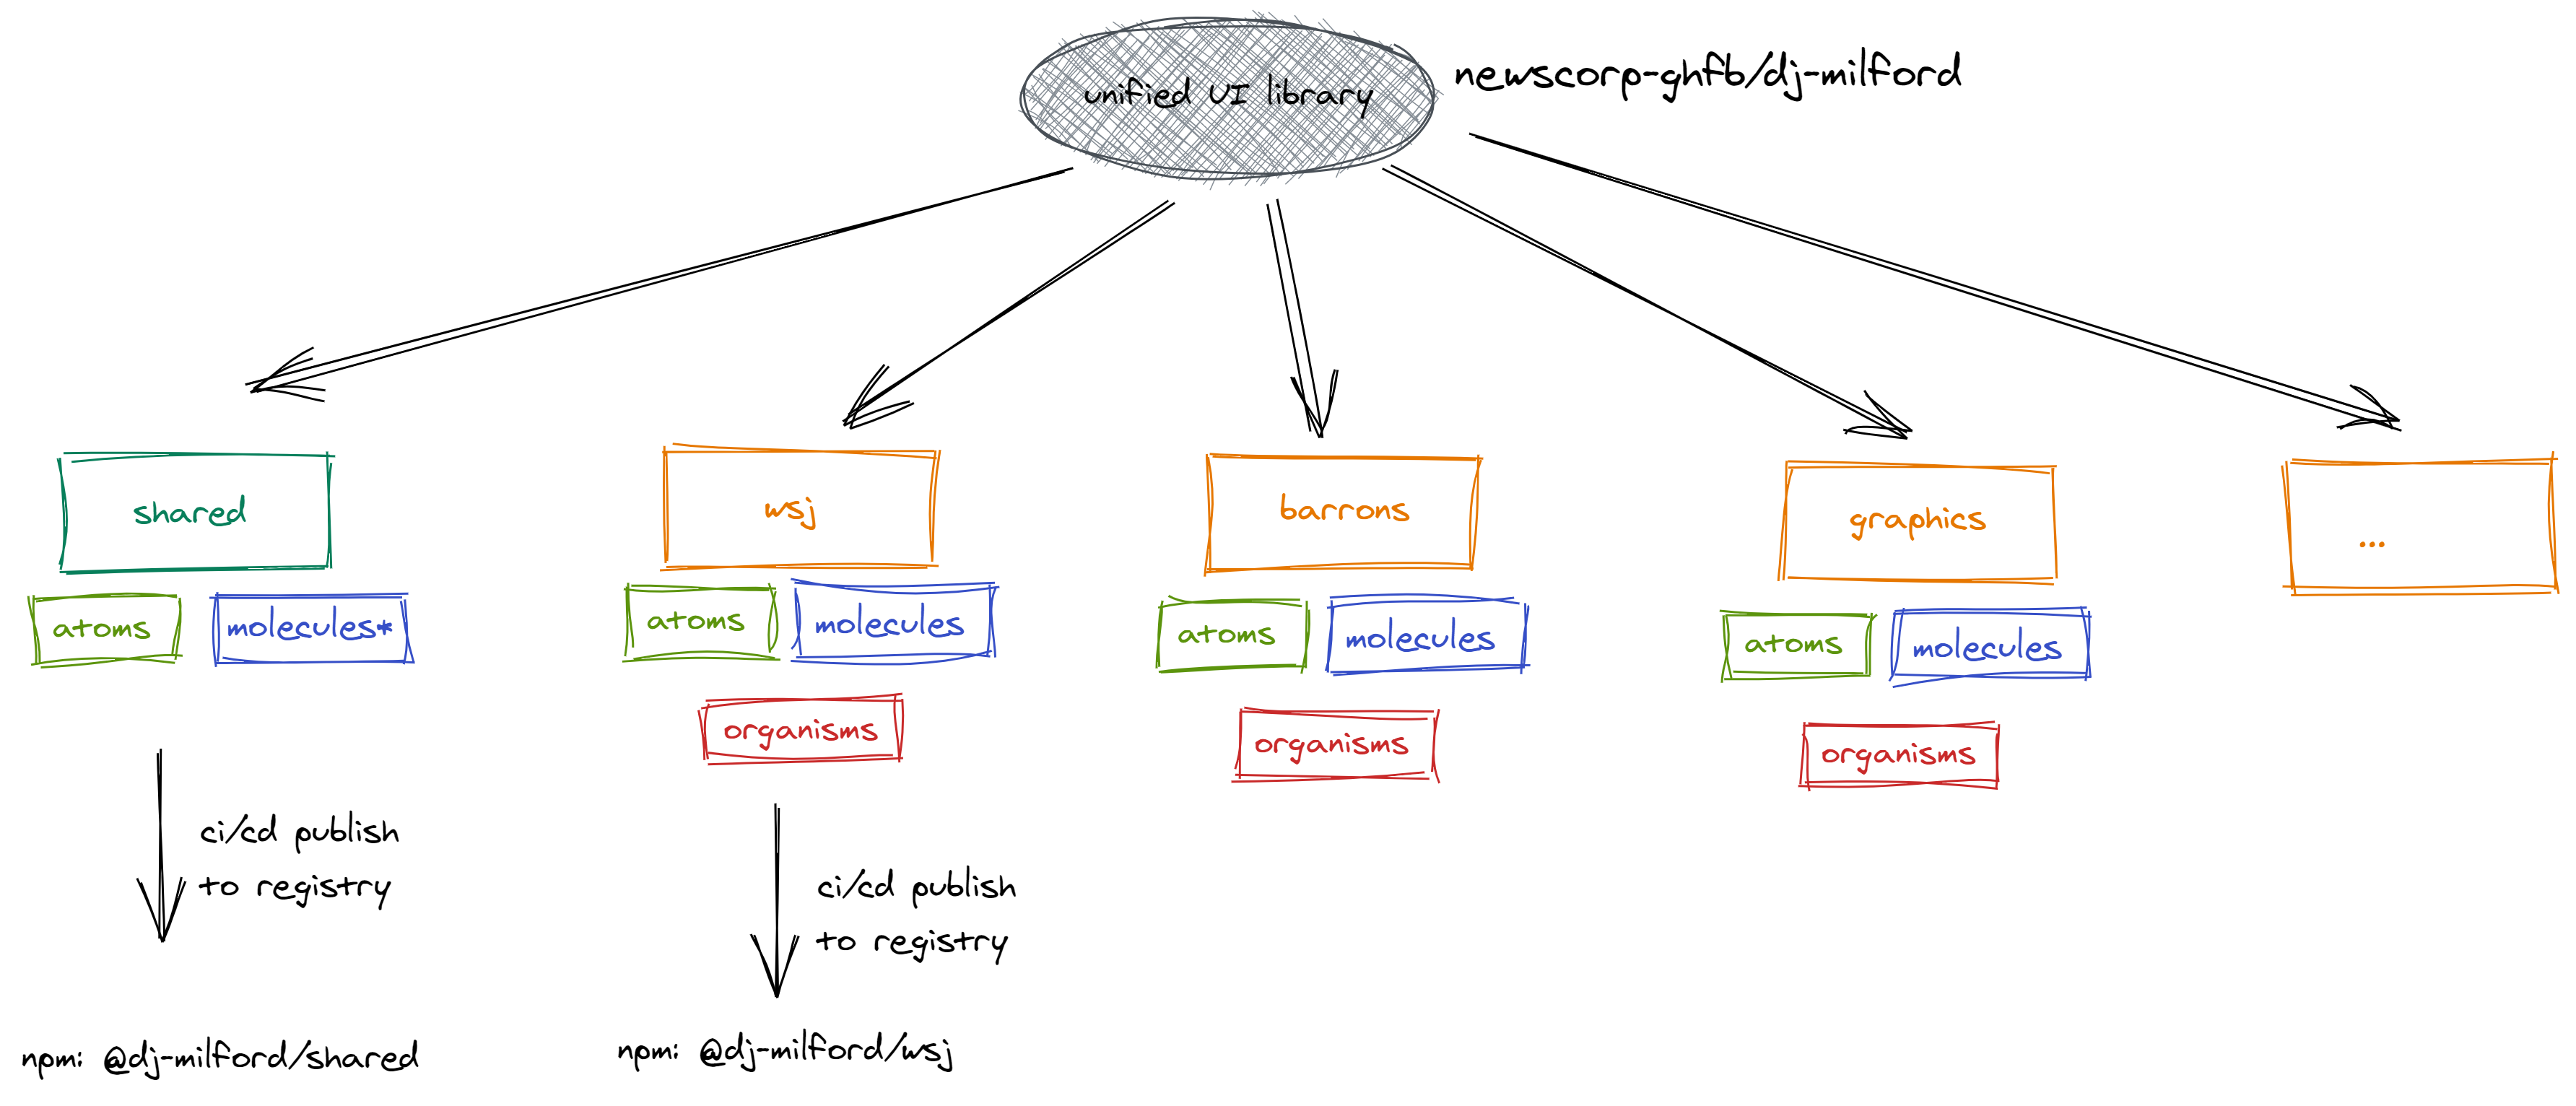 unified UI library
newscorp-ghfb/dj-milford
shared
wsj
barrons
graphics
...
atoms
molecules*
atoms
molecules
organisms
atoms
molecules
organisms
atoms
molecules
organisms
ci/cd publish
to registry
ci/cd publish
to registry
npm: @dj-milford/shared
npm: @dj-milford/wsj